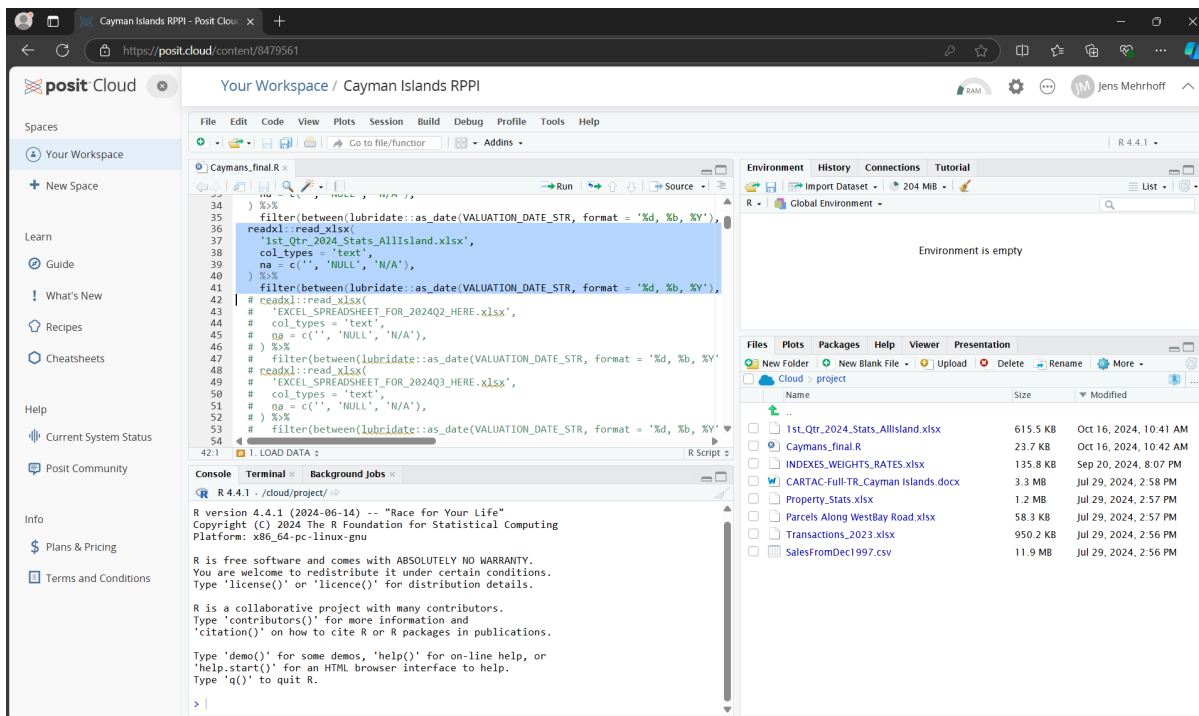 Cayman Islands RPPI - Posit Clou
https://posit.cloud/content/8479561
posit Cloud
Your Workspace / Cayman Islands RPPI
RAM
JM
Jens Mehrhoff
Spaces
Your Workspace
New Space
Learn
Guide
What's New
Recipes
Cheatsheets
Help
Current System Status
Posit Community
Info
Plans & Pricing
Terms and Conditions
File Edit Code View Plots Session Build Debug Profile Tools Help
Go to file/function
Addins
R 4.4.1
Caymans_final.R
Run
Source
34 ) %>%
35 filter(between(lubridate::as_date(VALUATION_DATE_STR, format = '%d, %b, %Y'),
36 readxl::read_xlsx(
37 '1st_Qtr_2024_Stats_AllIsland.xlsx',
38 col_types = 'text',
39 na = c('', 'NULL', 'N/A'),
40 ) %>%
41 filter(between(lubridate::as_date(VALUATION_DATE_STR, format = '%d, %b, %Y'),
42 # readxl::read_xlsx(
43 # 'EXCEL_SPREADSHEET_FOR_2024Q2_HERE.xlsx',
44 # col_types = 'text',
45 # na = c('', 'NULL', 'N/A'),
46 # ) %>%
47 # filter(between(lubridate::as_date(VALUATION_DATE_STR, format = '%d, %b, %Y'
48 # readxl::read_xlsx(
49 # 'EXCEL_SPREADSHEET_FOR_2024Q3_HERE.xlsx',
50 # col_types = 'text',
51 # na = c('', 'NULL', 'N/A'),
52 # ) %>%
53 # filter(between(lubridate::as_date(VALUATION_DATE_STR, format = '%d, %b, %Y'
54
42:1 1. LOAD DATA R Script
Console Terminal Background Jobs
R 4.4.1 · /cloud/project/
R version 4.4.1 (2024-06-14) -- "Race for Your Life"
Copyright (C) 2024 The R Foundation for Statistical Computing
Platform: x86_64-pc-linux-gnu
R is free software and comes with ABSOLUTELY NO WARRANTY.
You are welcome to redistribute it under certain conditions.
Type 'license()' or 'licence()' for distribution details.
R is a collaborative project with many contributors.
Type 'contributors()' for more information and
'citation()' on how to cite R or R packages in publications.
Type 'demo()' for some demos, 'help()' for on-line help, or
'help.start()' for an HTML browser interface to help.
Type 'q()' to quit R.
>
Environment History Connections Tutorial
Import Dataset 204 MiB List
R Global Environment
Environment is empty
Files Plots Packages Help Viewer Presentation
New Folder New Blank File Upload Delete Rename More
Cloud > project
Name Size Modified
..
1st_Qtr_2024_Stats_AllIsland.xlsx 615.5 KB Oct 16, 2024, 10:41 AM
Caymans_final.R 23.7 KB Oct 16, 2024, 10:42 AM
INDEXES_WEIGHTS_RATES.xlsx 135.8 KB Sep 20, 2024, 8:07 PM
CARTAC-Full-TR_Cayman Islands.docx 3.3 MB Jul 29, 2024, 2:58 PM
Property_Stats.xlsx 1.2 MB Jul 29, 2024, 2:57 PM
Parcels Along WestBay Road.xlsx 58.3 KB Jul 29, 2024, 2:57 PM
Transactions_2023.xlsx 950.2 KB Jul 29, 2024, 2:56 PM
SalesFromDec1997.csv 11.9 MB Jul 29, 2024, 2:56 PM